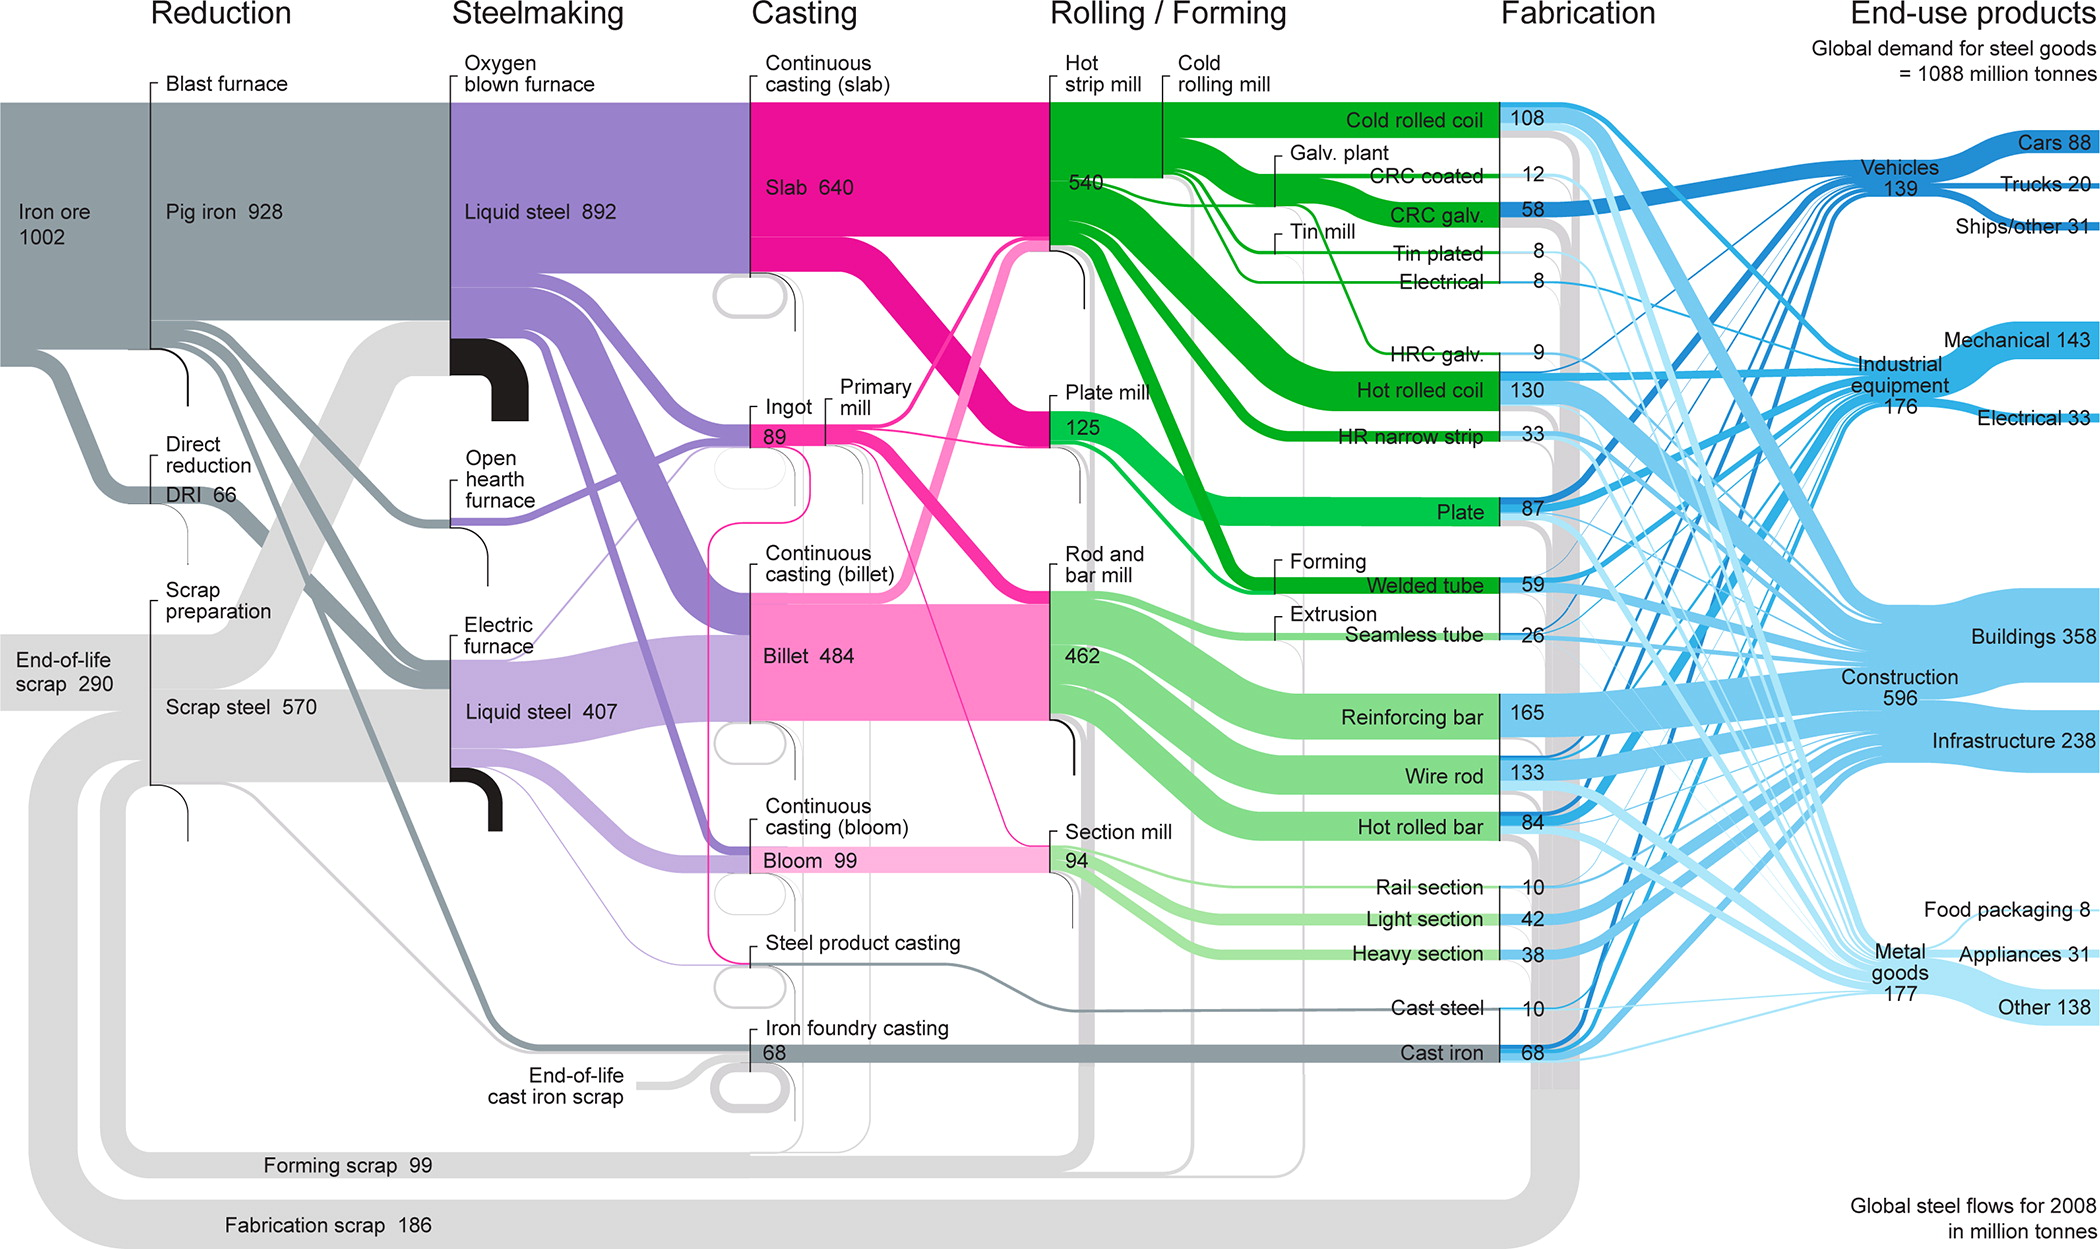 Reduction
Steelmaking
Casting
Rolling / Forming
Fabrication
End-use products
Global demand for steel goods
= 1088 million tonnes
Blast furnace
Oxygen
blown furnace
Continuous
casting (slab)
Hot
strip mill
Cold
rolling mill
Iron ore
1002
Pig iron 928
Liquid steel 892
Slab 640
540
Galv. plant
Tin mill
Cold rolled coil
108
CRC coated
12
CRC galv.
58
Tin plated
8
Electrical
8
HRC galv.
9
Hot rolled coil
130
HR narrow strip
33
Vehicles
139
Cars 88
Trucks 20
Ships/other 31
Industrial
equipment
176
Mechanical 143
Electrical 33
Direct
reduction
DRI 66
Open
hearth
furnace
Ingot
89
Primary
mill
Plate mill
125
Plate
87
Scrap
preparation
End-of-life
scrap 290
Scrap steel 570
Electric
furnace
Liquid steel 407
Continuous
casting (billet)
Billet 484
Rod and
bar mill
462
Forming
Welded tube
59
Extrusion
Seamless tube
26
Reinforcing bar
165
Wire rod
133
Hot rolled bar
84
Construction
596
Buildings 358
Infrastructure 238
Continuous
casting (bloom)
Bloom 99
Section mill
94
Rail section
10
Light section
42
Heavy section
38
Steel product casting
Cast steel
10
Iron foundry casting
68
Cast iron
68
Metal
goods
177
Food packaging 8
Appliances 31
Other 138
End-of-life
cast iron scrap
Forming scrap 99
Fabrication scrap 186
Global steel flows for 2008
in million tonnes